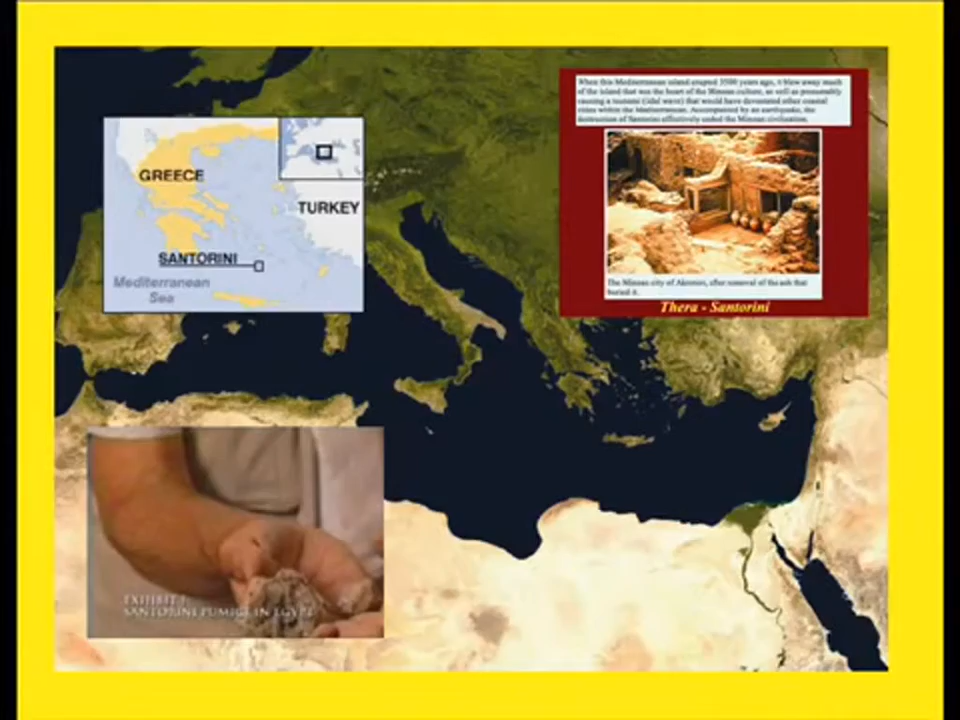 GREECE
TURKEY
SANTORINI
Mediterranean
Sea
When this Mediterranean island erupted 3500 years ago, it blew away much
of the island that was the heart of the Minoan culture, as well as presumably
causing a tsunami (tidal wave) that would have devastated other coastal
cities within the Mediterranean. Accompanied by an earthquake, the
destruction of Santorini effectively ended the Minoan civilization.
The Minoan city of Akrotiri, after removal of the ash that
buried it.
Thera - Santorini
EXHIBIT
SANTORINI PUMICE IN EGYPT